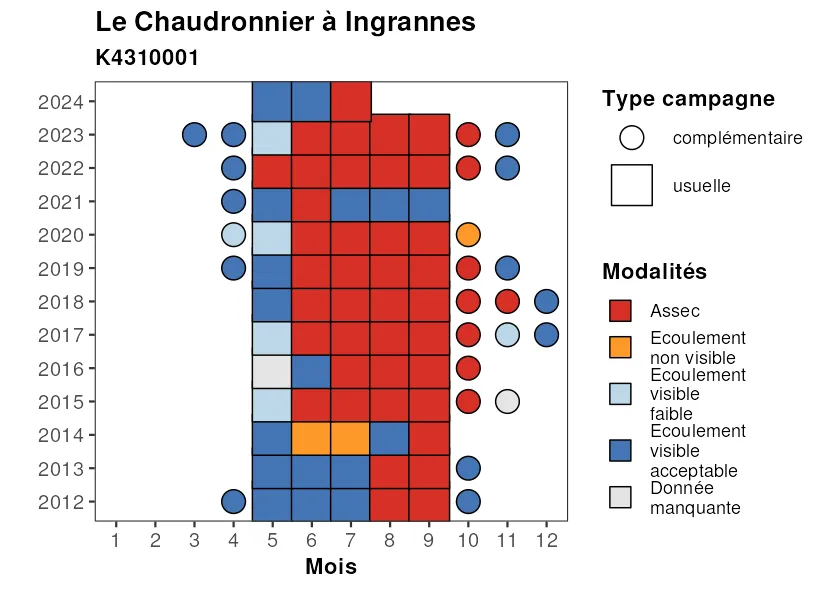 Le Chaudronnier à Ingrannes
K4310001
2024
2023
2022
2021
2020
2019
2018
2017
2016
2015
2014
2013
2012
1 2 3 4 5 6 7 8 9 10 11 12
Mois
Type campagne
complémentaire
usuelle
Modalités
Assec
Ecoulement
non visible
Ecoulement
visible
faible
Ecoulement
visible
acceptable
Donnée
manquante